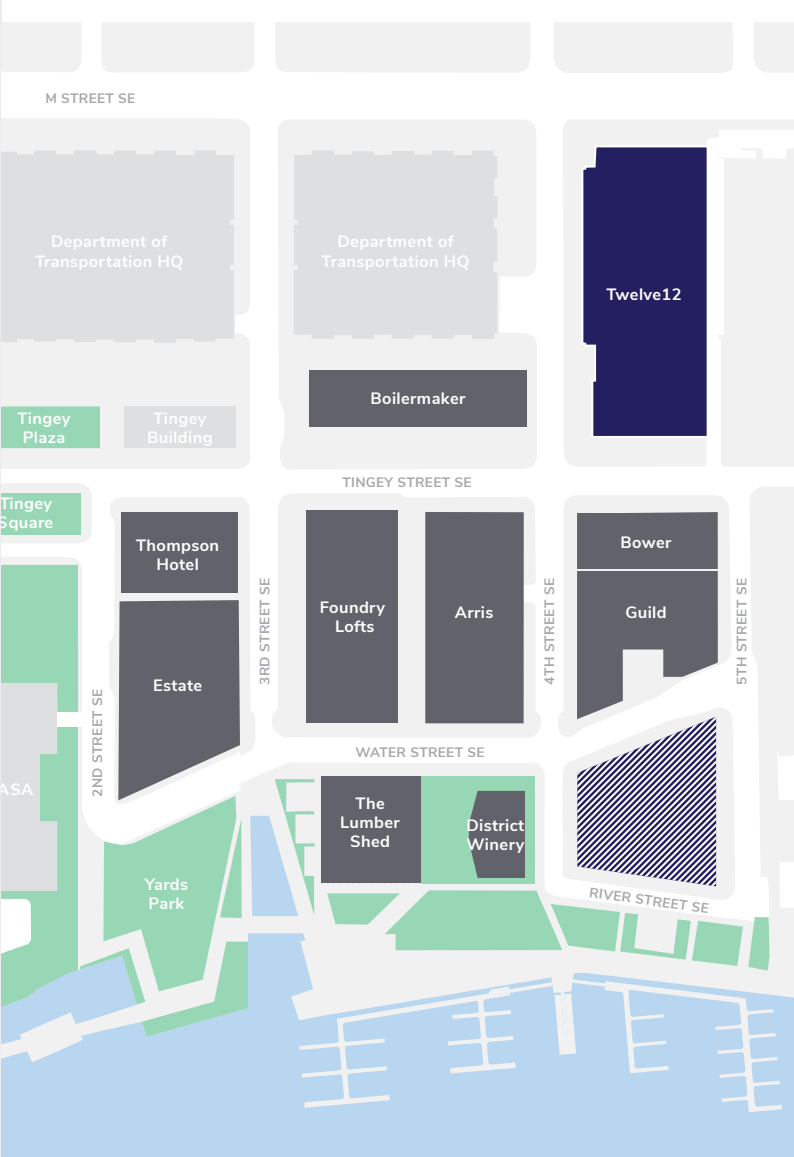 M STREET SE
Department of
Transportation HQ
Department of
Transportation HQ
Twelve12
Boilermaker
Tingey
Plaza
Tingey
Building
TINGEY STREET SE
Tingey
Square
Thompson
Hotel
Foundry
Lofts
Arris
Bower
Guild
Estate
2ND STREET SE
3RD STREET SE
4TH STREET SE
5TH STREET SE
WATER STREET SE
ASA
The
Lumber
Shed
District
Winery
Yards
Park
RIVER STREET SE